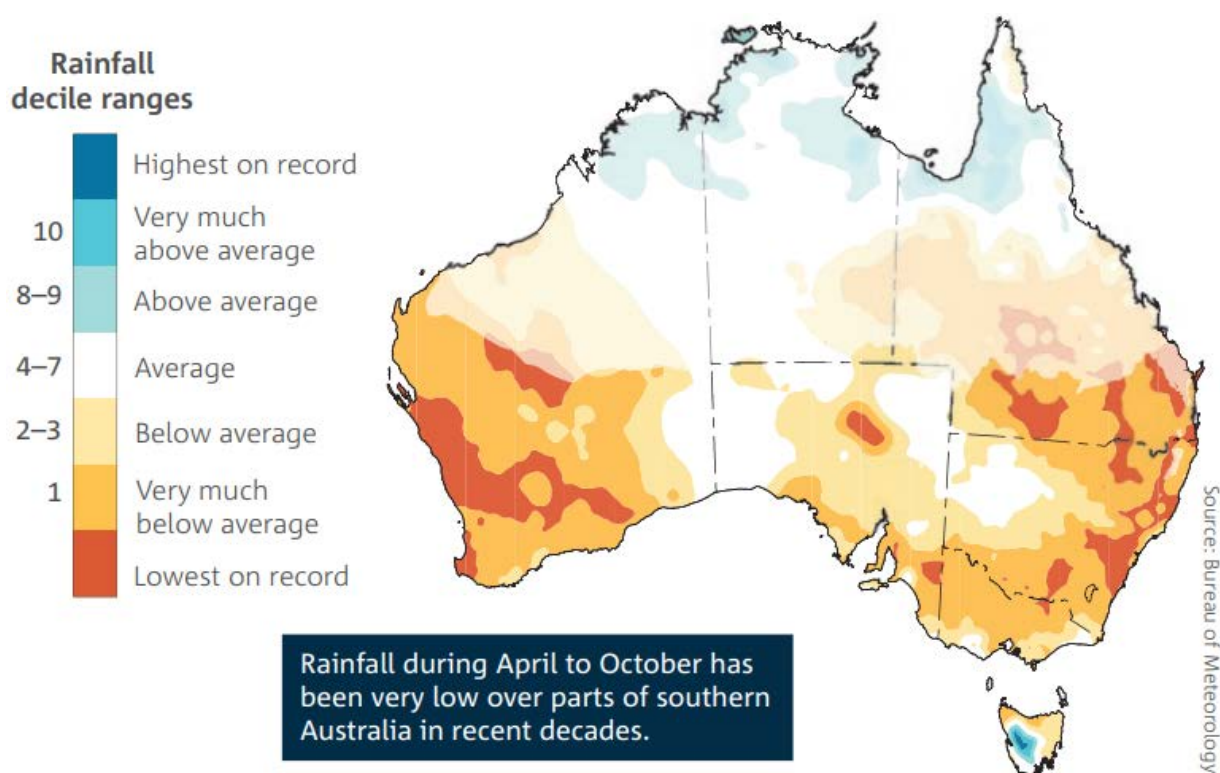 Rainfall
decile ranges
Highest on record
10
Very much
above average
8–9
Above average
4–7
Average
2–3
Below average
1
Very much
below average
Lowest on record
Rainfall during April to October has
been very low over parts of southern
Australia in recent decades.
Source: Bureau of Meteorology